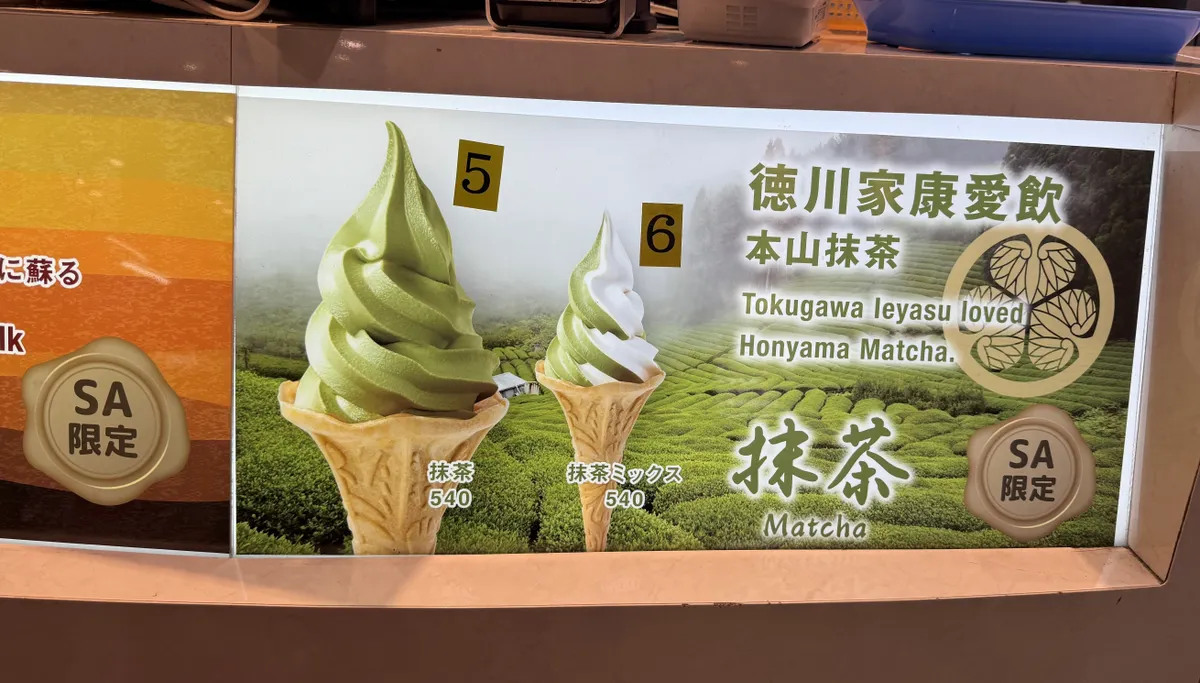 に蘇る
lk
SA
限定
5
6
徳川家康愛飲
本山抹茶
Tokugawa Ieyasu loved
Honyama Matcha.
抹茶
540
抹茶ミックス
540
抹茶
Matcha
SA
限定